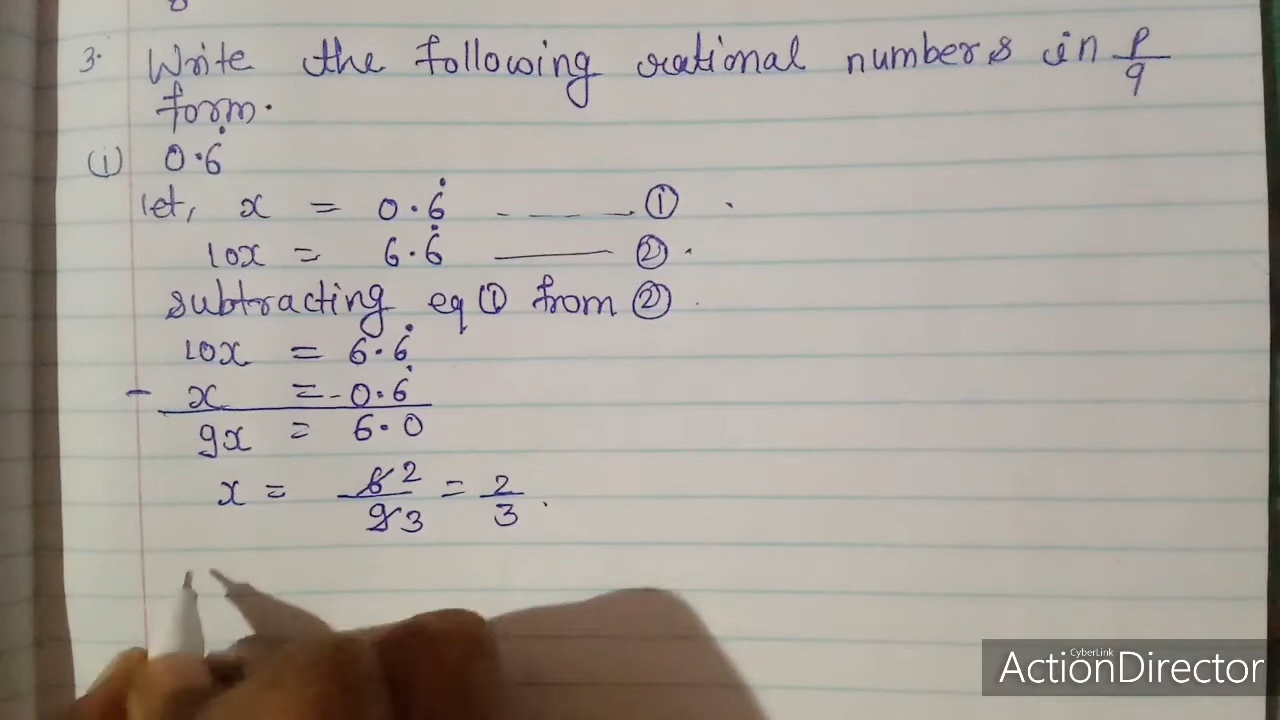 3. Write the following rational numbers in p/q
form.
(i) 0.6̇
let, x = 0.6̇ ---- ①
10x = 6.6̇ —— ②.
subtracting eq ① from ②.
10x = 6.6̇
- x = -0.6̇
9x = 6.0
x = 6 2 / 9 3 = 2/3.
CyberLink
ActionDirector